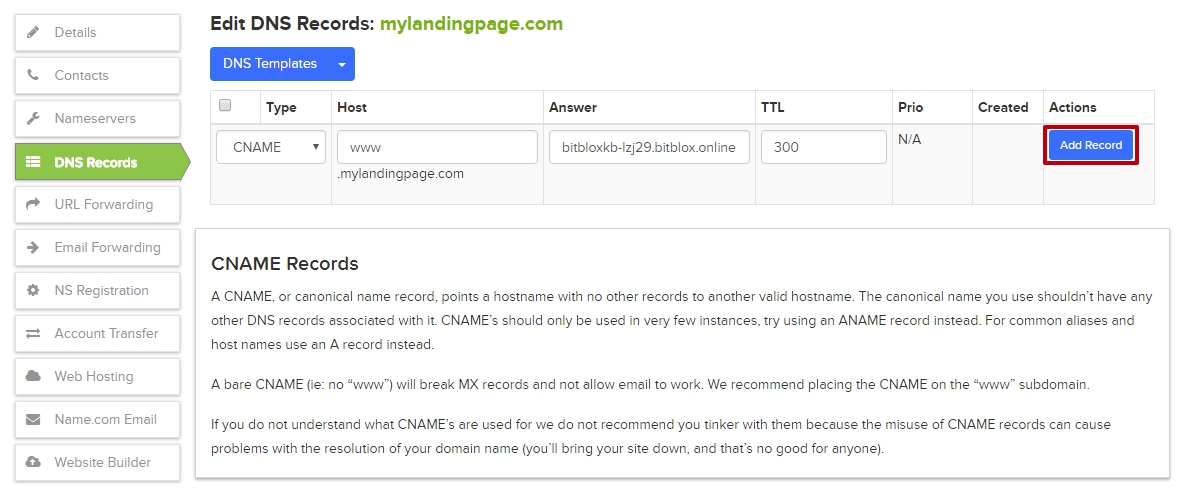 Details
Contacts
Nameservers
DNS Records
URL Forwarding
Email Forwarding
NS Registration
Account Transfer
Web Hosting
Name.com Email
Website Builder
Edit DNS Records: mylandingpage.com
DNS Templates
Type Host Answer TTL Prio Created Actions
CNAME www bitbloxkb-lzj29.bitblox.online 300 N/A Add Record
.mylandingpage.com
CNAME Records
A CNAME, or canonical name record, points a hostname with no other records to another valid hostname. The canonical name you use shouldn't have any
other DNS records associated with it. CNAME's should only be used in very few instances, try using an ANAME record instead. For common aliases and
host names use an A record instead.
A bare CNAME (ie: no “www”) will break MX records and not allow email to work. We recommend placing the CNAME on the “www” subdomain.
If you do not understand what CNAME's are used for we do not recommend you tinker with them because the misuse of CNAME records can cause
problems with the resolution of your domain name (you'll bring your site down, and that's no good for anyone).